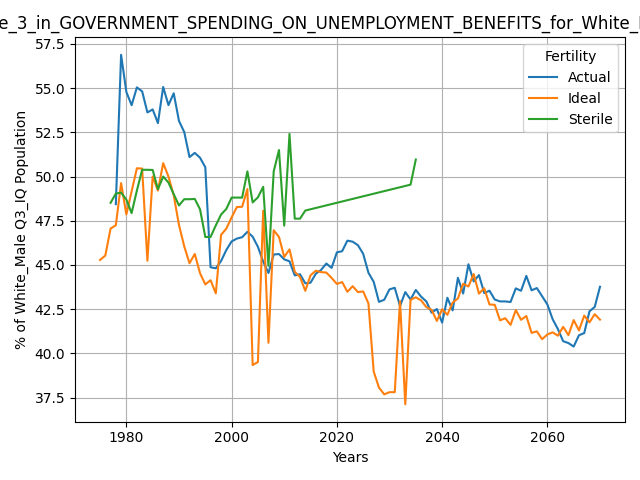 e_3_in_GOVERNMENT_SPENDING_ON_UNEMPLOYMENT_BENEFITS_for_White_
57.5
55.0
52.5
50.0
47.5
45.0
42.5
40.0
37.5
% of White_Male Q3_IQ Population
Fertility
Actual
Ideal
Sterile
1980
2000
2020
2040
2060
Years